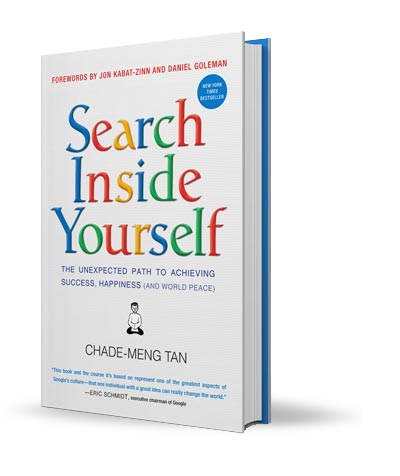 FOREWORDS BY JON KABAT-ZINN AND DANIEL GOLEMAN
NEW YORK
TIMES
BESTSELLER
Search
Inside
Yourself
THE UNEXPECTED PATH TO ACHIEVING
SUCCESS, HAPPINESS (AND WORLD PEACE)
CHADE-MENG TAN
"This book and the course it's based on represent one of the greatest aspects of
Google's culture—that one individual with a great idea can really change the world."
—ERIC SCHMIDT, executive chairman of Google